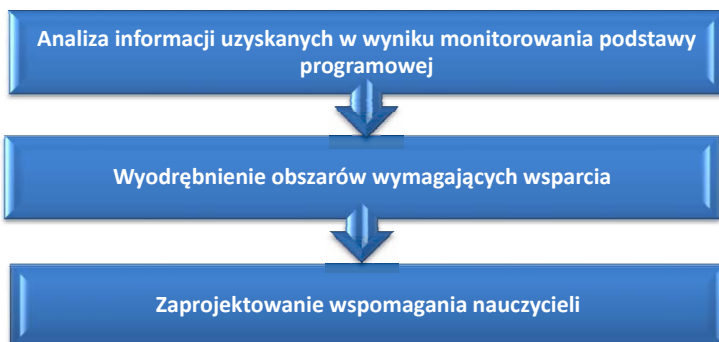 Analiza informacji uzyskanych w wyniku monitorowania podstawy
programowej
Wyodrębnienie obszarów wymagających wsparcia
Zaprojektowanie wspomagania nauczycieli